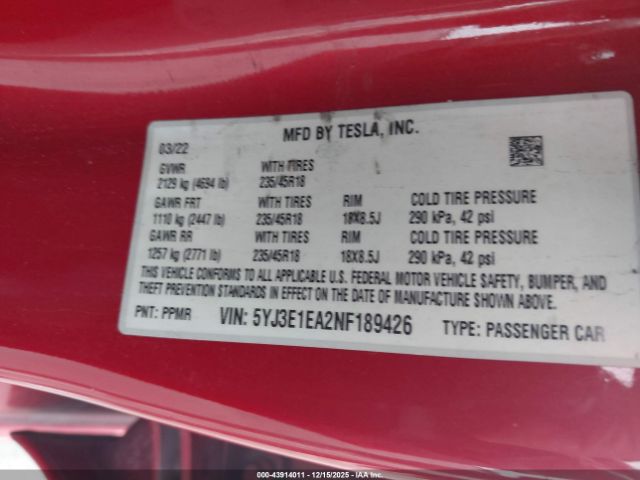 MFD BY TESLA, INC.
03/22
GVWR WITH TIRES
2129 kg (4694 lb) 235/45R18
GAWR FRT WITH TIRES RIM COLD TIRE PRESSURE
1110 kg (2447 lb) 235/45R18 18X8.5J 290 kPa, 42 psi
GAWR RR WITH TIRES RIM COLD TIRE PRESSURE
1257 kg (2771 lb) 235/45R18 18X8.5J 290 kPa, 42 psi
THIS VEHICLE CONFORMS TO ALL APPLICABLE U.S. FEDERAL MOTOR VEHICLE SAFETY, BUMPER, AND
THEFT PREVENTION STANDARDS IN EFFECT ON THE DATE OF MANUFACTURE SHOWN ABOVE.
PNT: PPMR VIN: 5YJ3E1EA2NF189426 TYPE: PASSENGER CAR
000-43914011 - 12/15/2025 - IAAI.COM